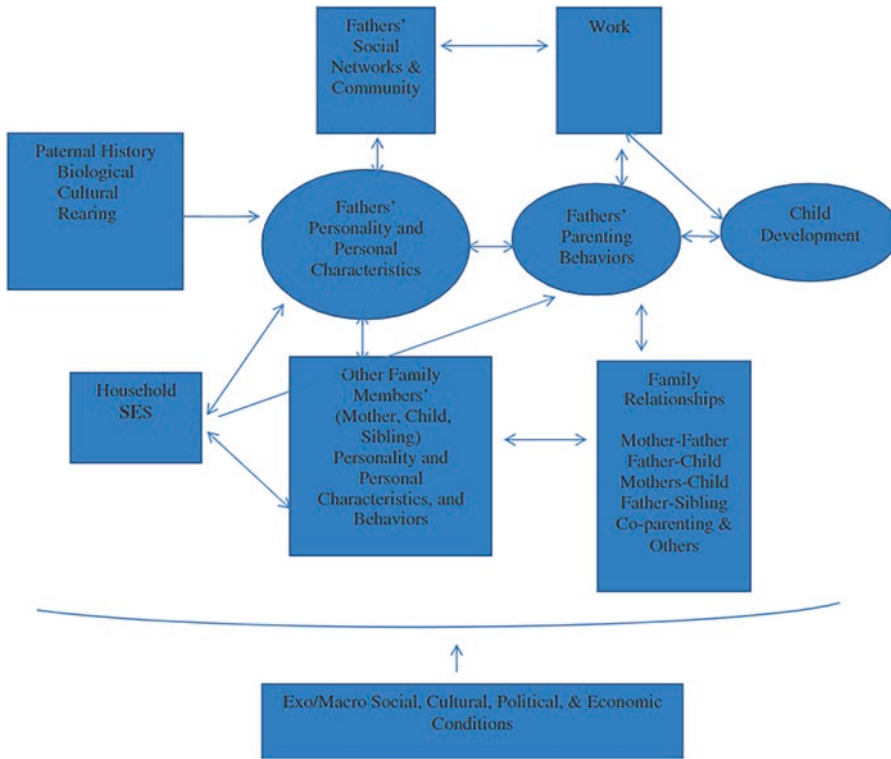 Fathers'
Social
Networks &
Community
Work
Paternal History
Biological
Cultural
Rearing
Fathers'
Personality and
Personal
Characteristics
Fathers'
Parenting
Behaviors
Child
Development
Household
SES
Other Family
Members'
(Mother, Child,
Sibling)
Personality and
Personal
Characteristics, and
Behaviors
Family
Relationships
Mother-Father
Father-Child
Mothers-Child
Father-Sibling
Co-parenting &
Others
Exo/Macro Social, Cultural, Political, & Economic
Conditions